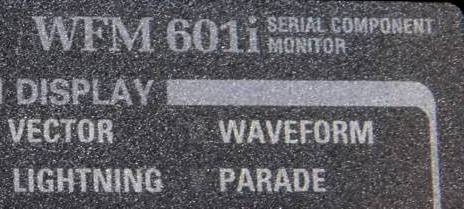 WFM 601i SERIAL COMPONENT
MONITOR
DISPLAY
VECTOR WAVEFORM
LIGHTNING PARADE